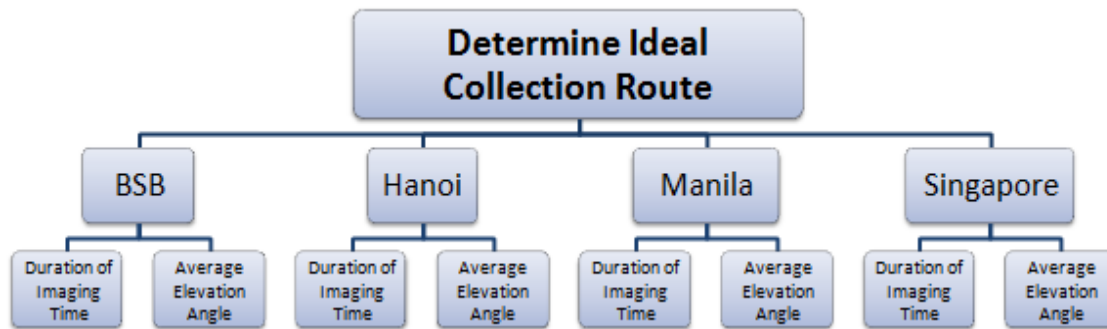 Determine Ideal
Collection Route
BSB
Hanoi
Manila
Singapore
Duration of
Imaging
Time
Average
Elevation
Angle
Duration of
Imaging
Time
Average
Elevation
Angle
Duration of
Imaging
Time
Average
Elevation
Angle
Duration of
Imaging
Time
Average
Elevation
Angle